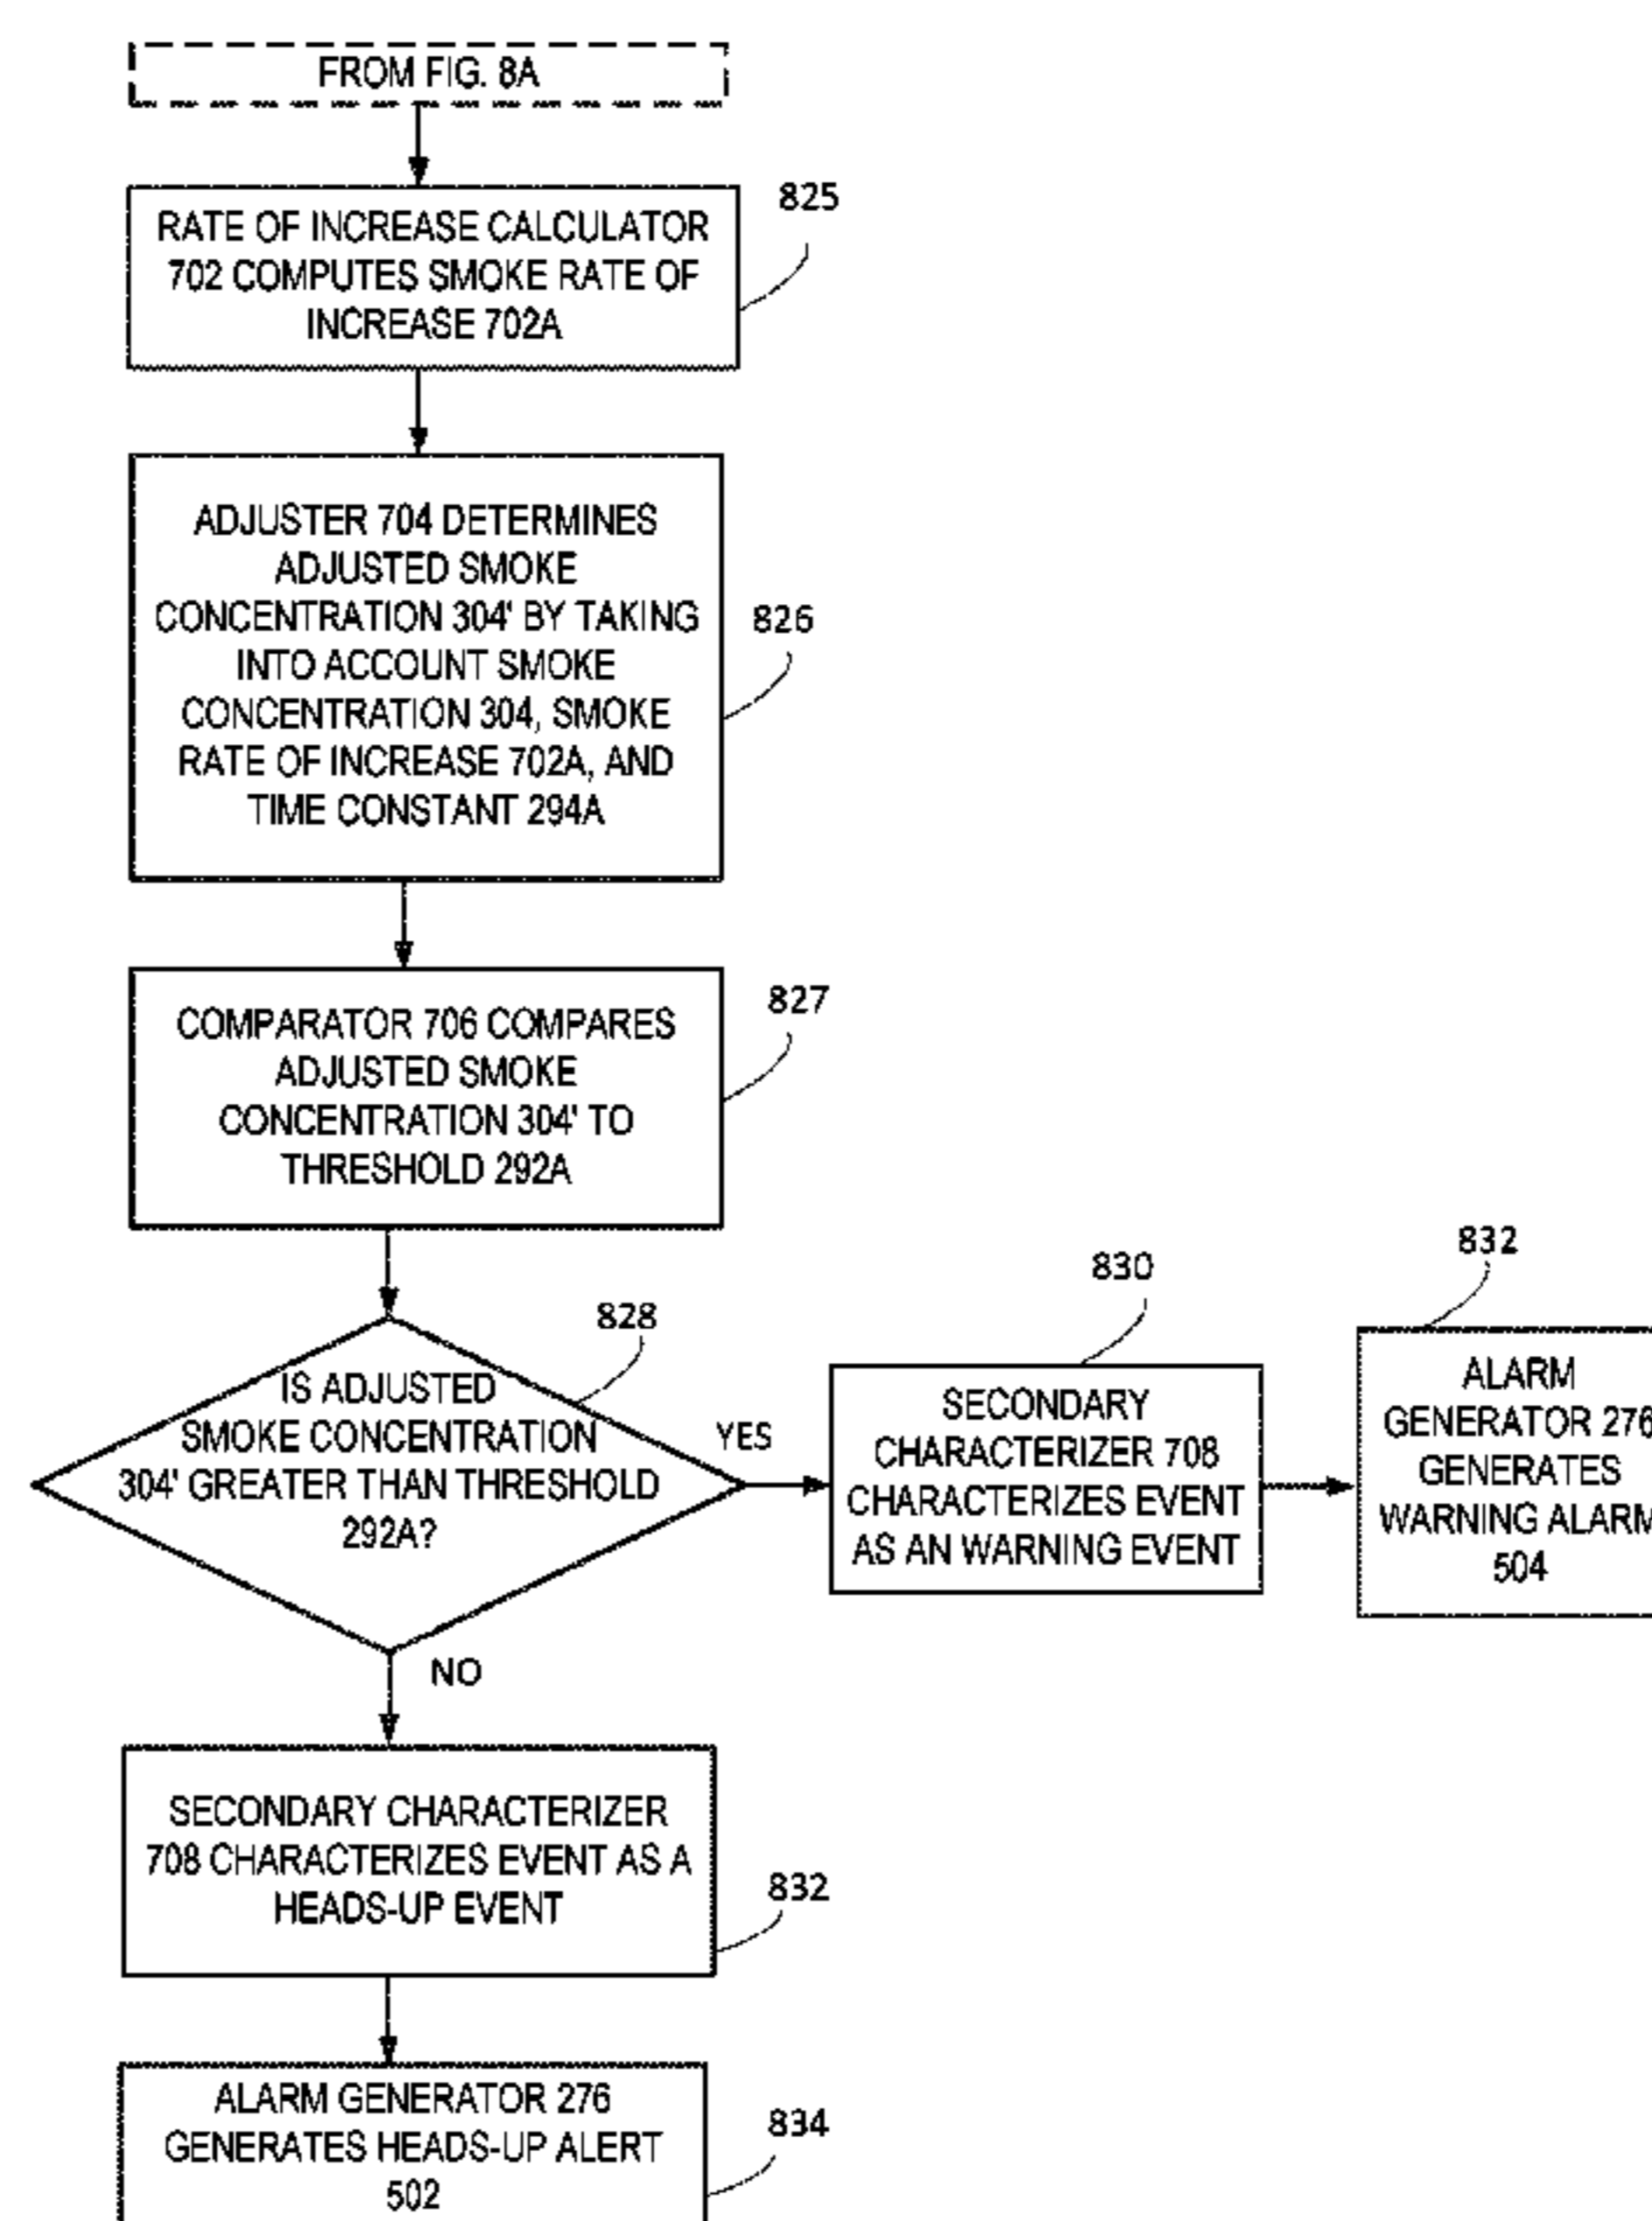 FROM FIG. 8A
825
RATE OF INCREASE CALCULATOR
702 COMPUTES SMOKE RATE OF
INCREASE 702A
ADJUSTER 704 DETERMINES
ADJUSTED SMOKE
CONCENTRATION 304' BY TAKING
INTO ACCOUNT SMOKE
CONCENTRATION 304, SMOKE
RATE OF INCREASE 702A, AND
TIME CONSTANT 294A
826
COMPARATOR 706 COMPARES
ADJUSTED SMOKE
CONCENTRATION 304' TO
THRESHOLD 292A
827
828
IS ADJUSTED
SMOKE CONCENTRATION
304' GREATER THAN THRESHOLD
292A?
YES
830
SECONDARY
CHARACTERIZER 708
CHARACTERIZES EVENT
AS AN WARNING EVENT
832
ALARM
GENERATOR 276
GENERATES
WARNING ALARM
504
NO
SECONDARY CHARACTERIZER
708 CHARACTERIZES EVENT AS A
HEADS-UP EVENT
832
ALARM GENERATOR 276
GENERATES HEADS-UP ALERT
502
834